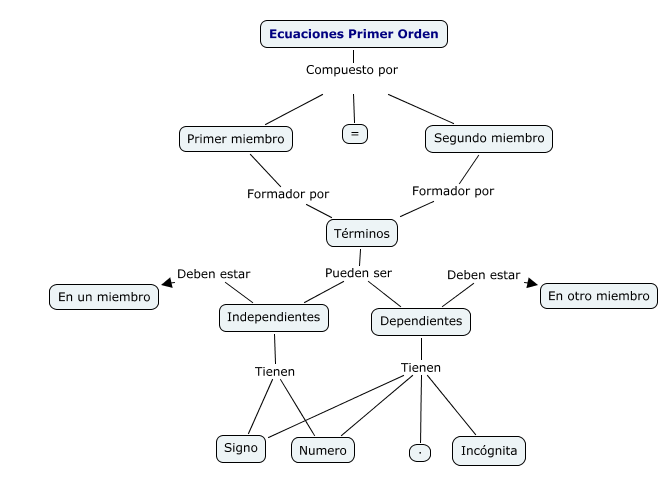 Ecuaciones Primer Orden
Compuesto por
Primer miembro
=
Segundo miembro
Formador por
Formador por
Términos
Deben estar
Pueden ser
Deben estar
En un miembro
En otro miembro
Independientes
Dependientes
Tienen
Tienen
Signo
Numero
.
Incógnita